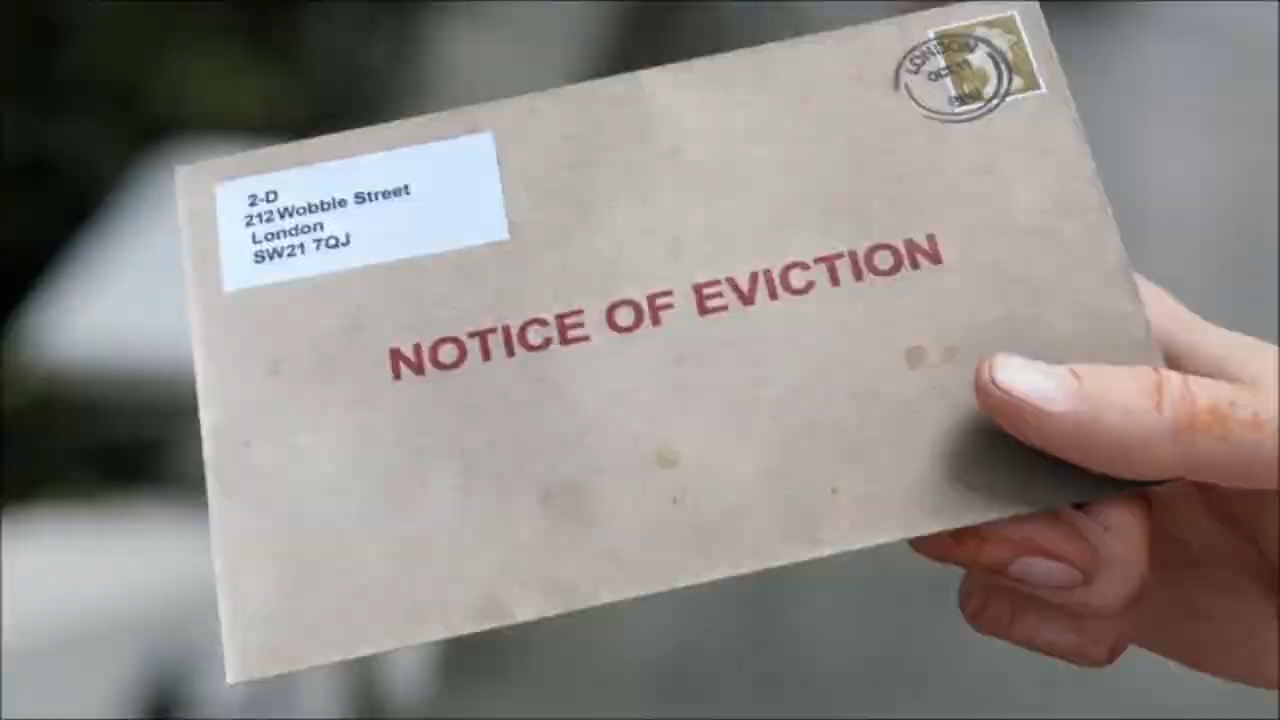 LONDON
2-D
212 Wobble Street
London
SW21 7QJ
NOTICE OF EVICTION